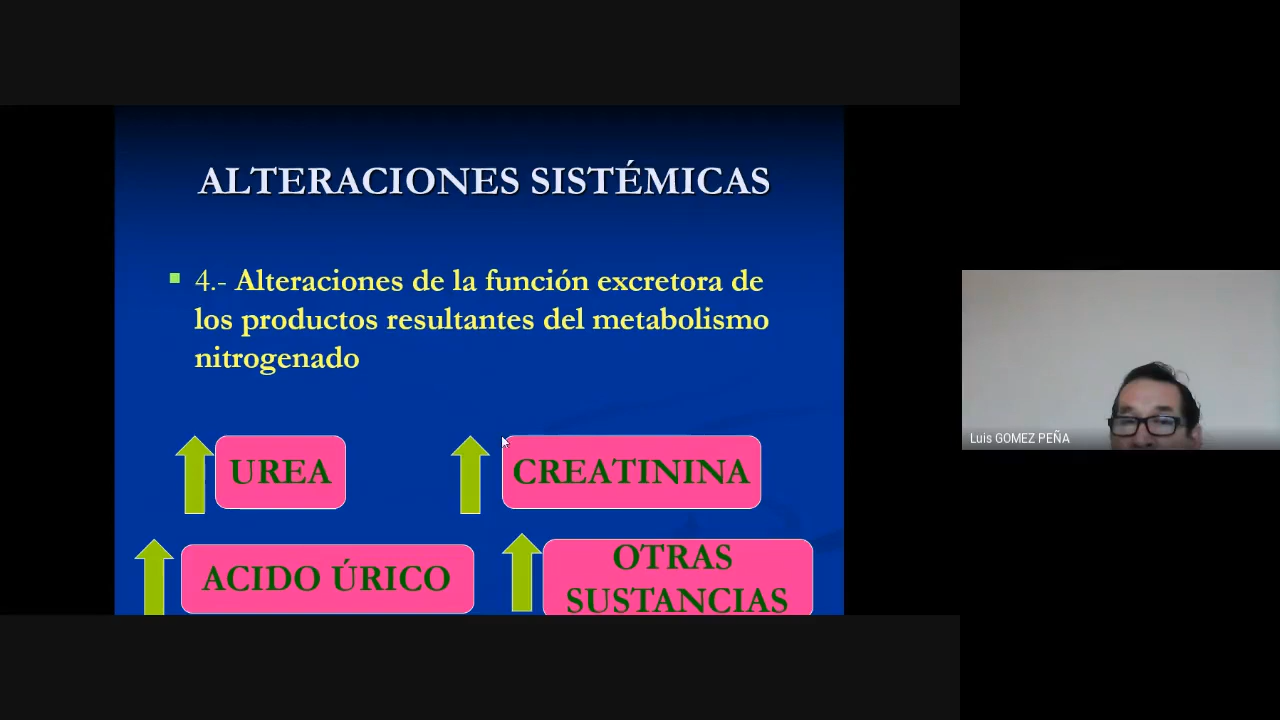 ALTERACIONES SISTÉMICAS
4.- Alteraciones de la función excretora de
los productos resultantes del metabolismo
nitrogenado
UREA
CREATININA
ACIDO ÚRICO
OTRAS
SUSTANCIAS
Luis GOMEZ PEÑA